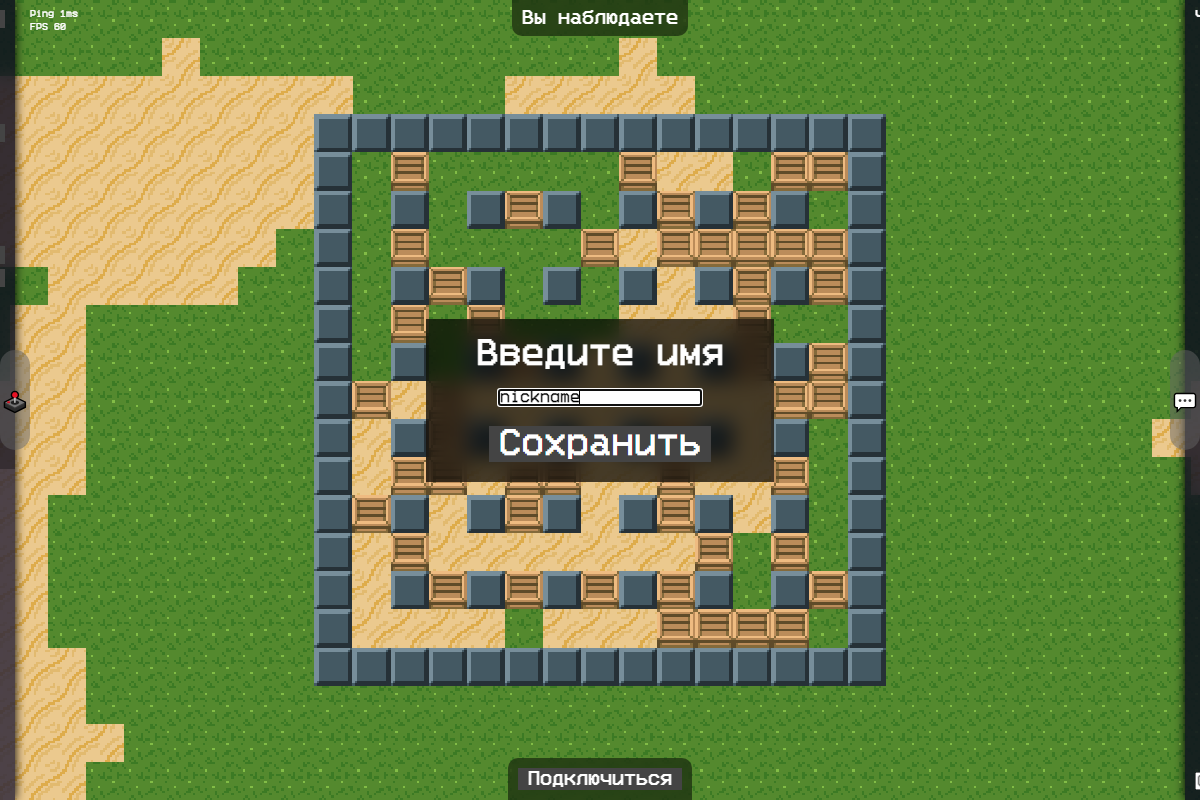 Ping 1ms
FPS 60
Вы наблюдаете
Введите имя
nickname
Сохранить
Подключиться